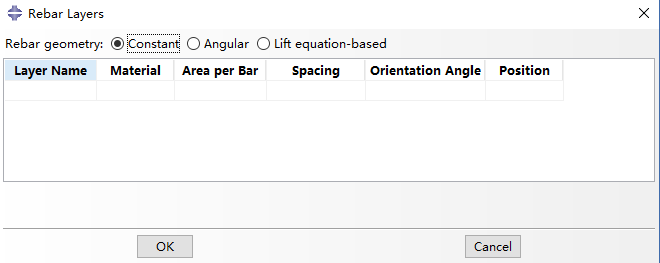 Rebar Layers
Rebar geometry: Constant Angular Lift equation-based
Layer Name Material Area per Bar Spacing Orientation Angle Position
OK Cancel